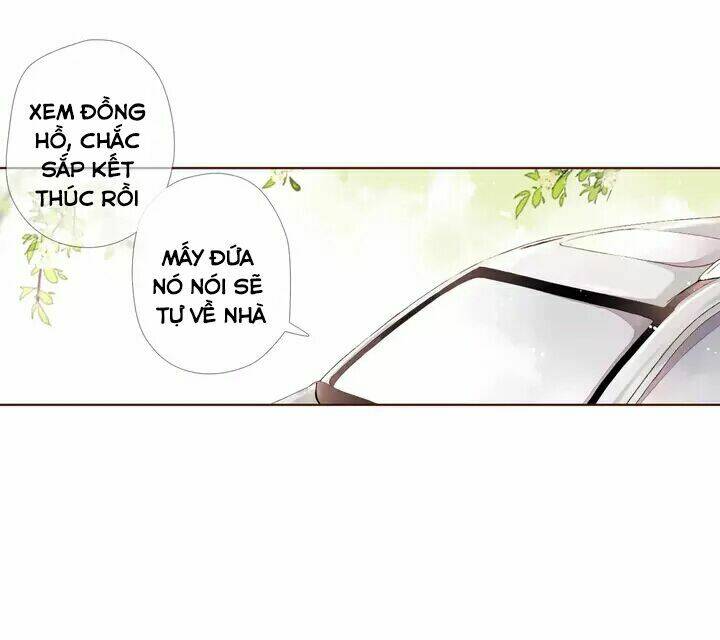 XEM ĐỒNG
HỒ, CHẮC
SẮP KẾT
THÚC RỒI
MẤY ĐỨA
NÓ NÓI SẼ
TỰ VỀ NHÀ